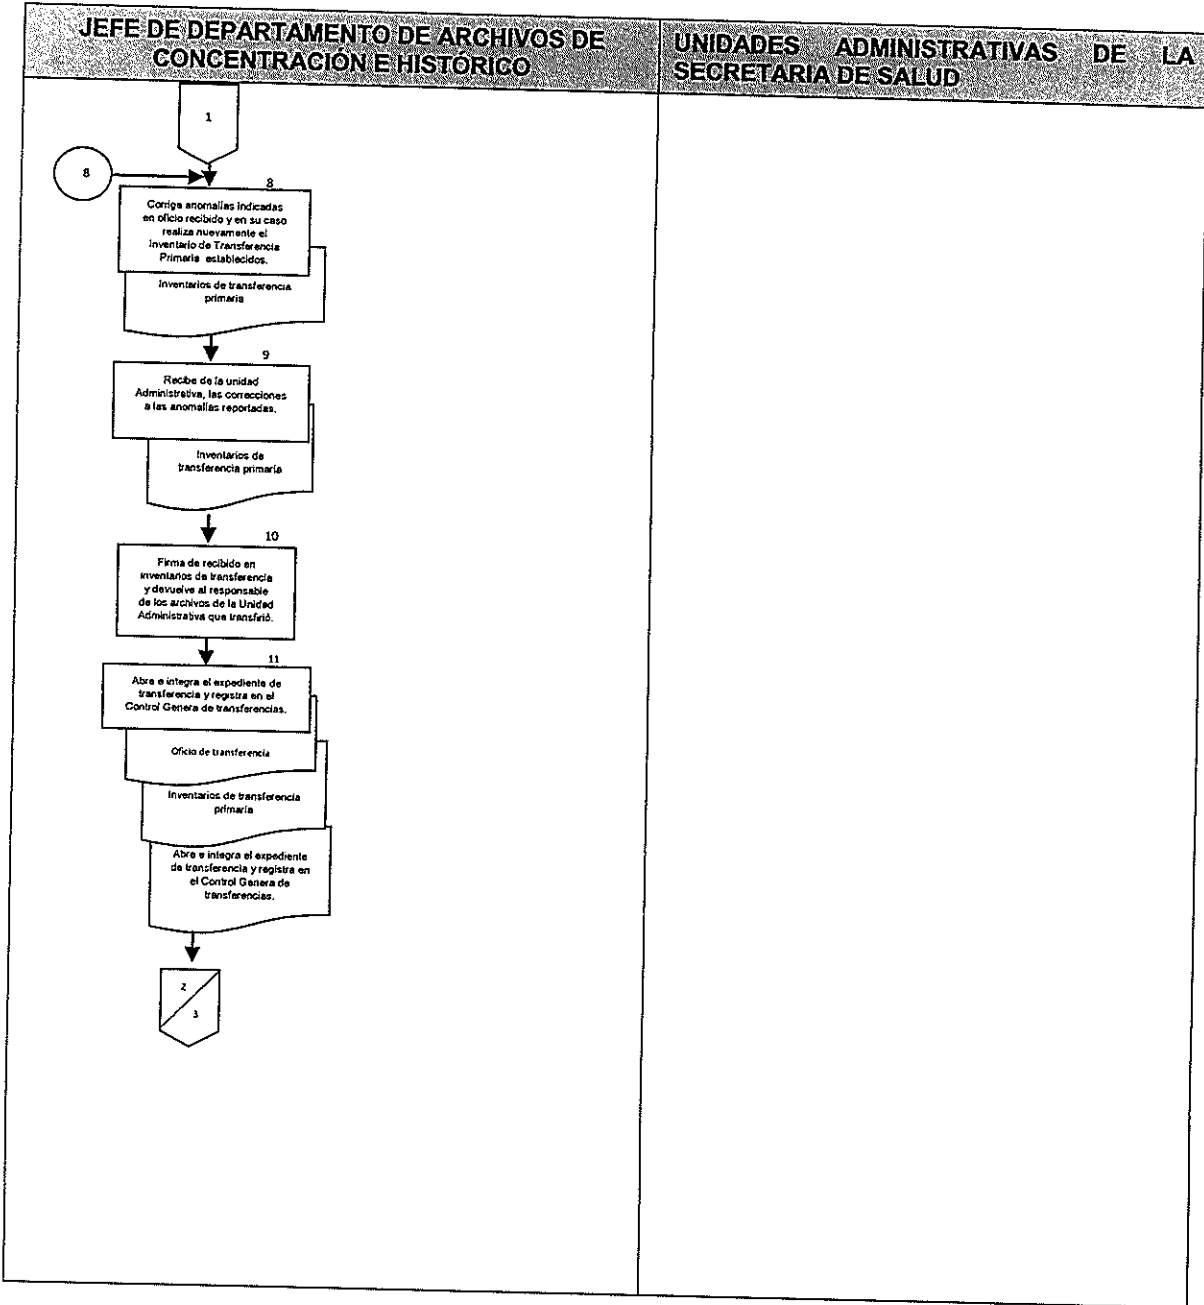 JEFE DE DEPARTAMENTO DE ARCHIVOS DE
CONCENTRACIÓN E HISTÓRICO
UNIDADES ADMINISTRATIVAS DE LA
SECRETARIA DE SALUD
1
8
8
Corrige anomalías indicadas
en oficio recibido y en su caso
realiza nuevamente el
Inventario de Transferencia
Primaria establecidos.
Inventarios de transferencia
primaria
9
Recibe de la unidad
Administrativa, las correcciones
a las anomalías reportadas.
Inventarios de
transferencia primaria
10
Firma de recibido en
inventarios de transferencia
y devuelve al responsable
de los archivos de la Unidad
Administrativa que transfirió.
11
Abre e integra el expediente de
transferencia y registra en el
Control Genera de transferencias.
Oficio de transferencia
Inventarios de transferencia
primaria
Abre e integra el expediente
de transferencia y registra en
el Control Genera de
transferencias.
2
3